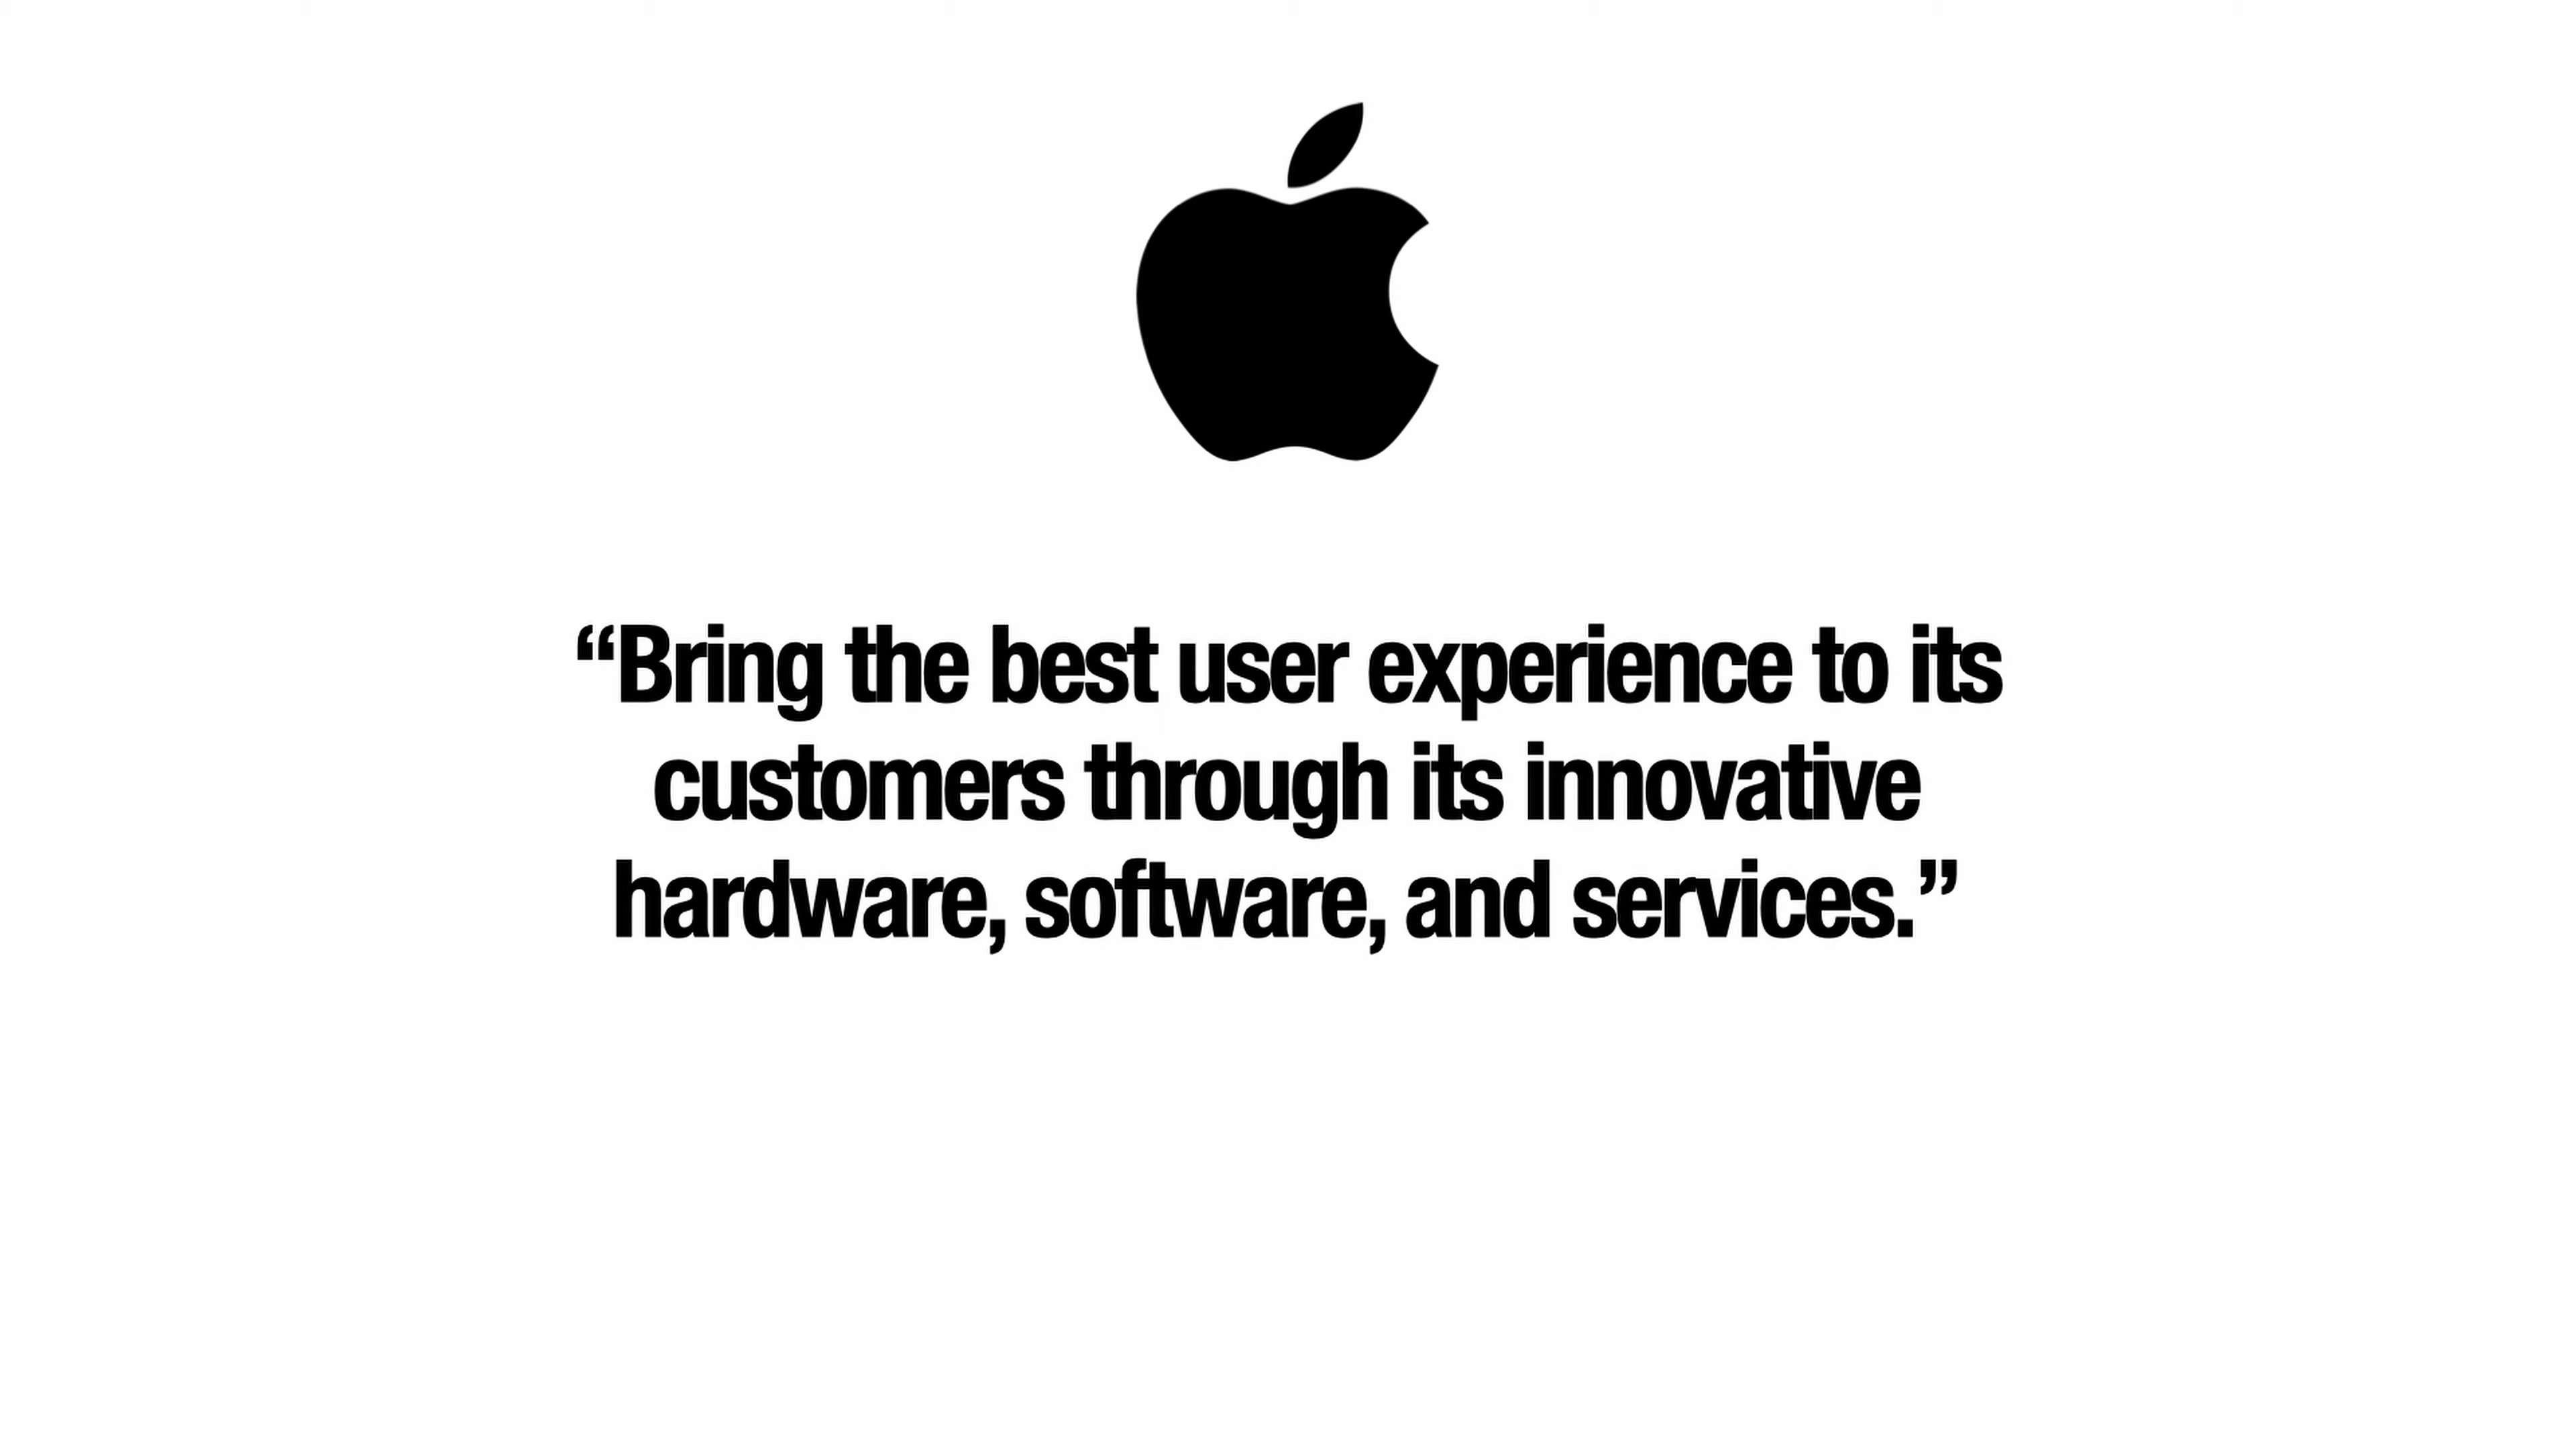 “Bring the best user experience to its
customers through its innovative
hardware, software, and services.”